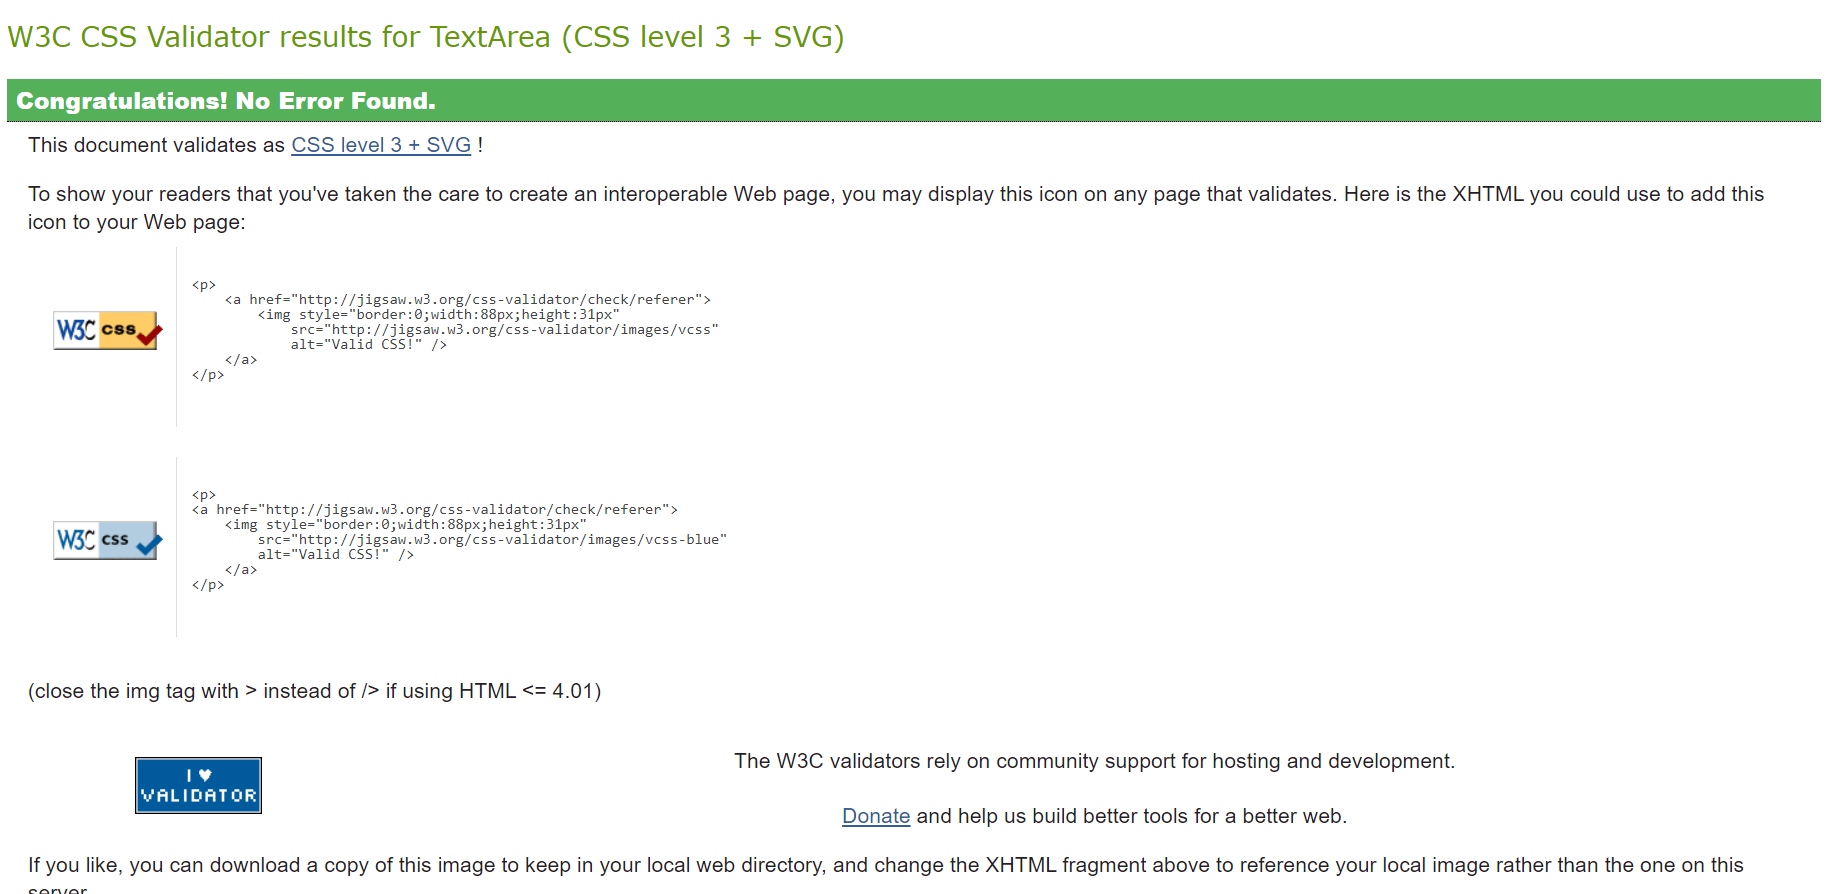 W3C CSS Validator results for TextArea (CSS level 3 + SVG)
Congratulations! No Error Found.
This document validates as CSS level 3 + SVG !
To show your readers that you've taken the care to create an interoperable Web page, you may display this icon on any page that validates. Here is the XHTML you could use to add this
icon to your Web page:
W3C css
<p>
    <a href="http://jigsaw.w3.org/css-validator/check/referer">
        <img style="border:0;width:88px;height:31px"
            src="http://jigsaw.w3.org/css-validator/images/vcss"
            alt="Valid CSS!" />
    </a>
</p>
W3C css
<p>
<a href="http://jigsaw.w3.org/css-validator/check/referer">
    <img style="border:0;width:88px;height:31px"
        src="http://jigsaw.w3.org/css-validator/images/vcss-blue"
        alt="Valid CSS!" />
    </a>
</p>
(close the img tag with > instead of /> if using HTML <= 4.01)
I ♥
VALIDATOR
The W3C validators rely on community support for hosting and development.
Donate and help us build better tools for a better web.
If you like, you can download a copy of this image to keep in your local web directory, and change the XHTML fragment above to reference your local image rather than the one on this
server.